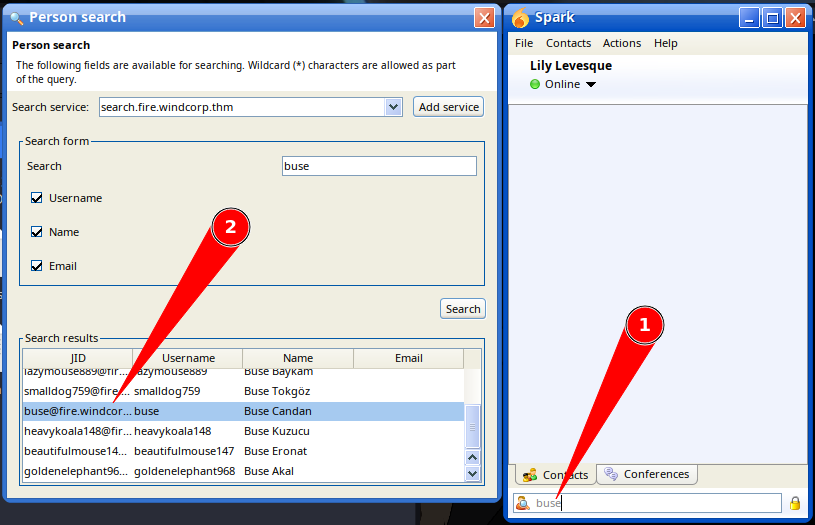 Person search
Person search
The following fields are available for searching. Wildcard (*) characters are allowed as part
of the query.
Search service: search.fire.windcorp.thm Add service
Search form
Search buse
Username
Name
Email
2
Search
Search results
JID Username Name Email
lazymouse889@fir... lazymouse889 Buse Baykam
smalldog759@fire... smalldog759 Buse Tokgöz
buse@fire.windcor... buse Buse Candan
heavykoala148@fir... heavykoala148 Buse Kuzucu
beautifulmouse14... beautifulmouse147 Buse Eronat
goldenelephant96... goldenelephant968 Buse Akal
Spark
File Contacts Actions Help
Lily Levesque
Online
1
Contacts Conferences
buse